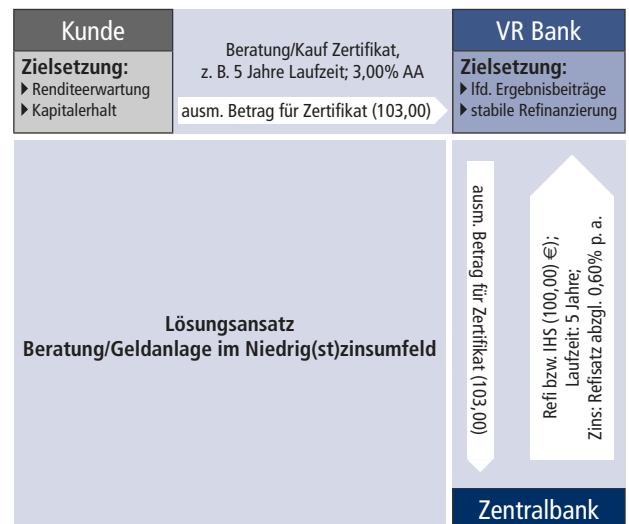 Kunde
Zielsetzung:
Renditeerwartung
Kapitalerhalt
Beratung/Kauf Zertifikat,
z. B. 5 Jahre Laufzeit; 3,00% AA
ausm. Betrag für Zertifikat (103,00)
VR Bank
Zielsetzung:
lfd. Ergebnisbeiträge
stabile Refinanzierung
Lösungsansatz
Beratung/Geldanlage im Niedrig(st)zinsumfeld
ausm. Betrag für Zertifikat (103,00)
Refi bzw. IHS (100,00) €);
Laufzeit: 5 Jahre;
Zins: Refisatz abzgl. 0,60% p. a.
Zentralbank